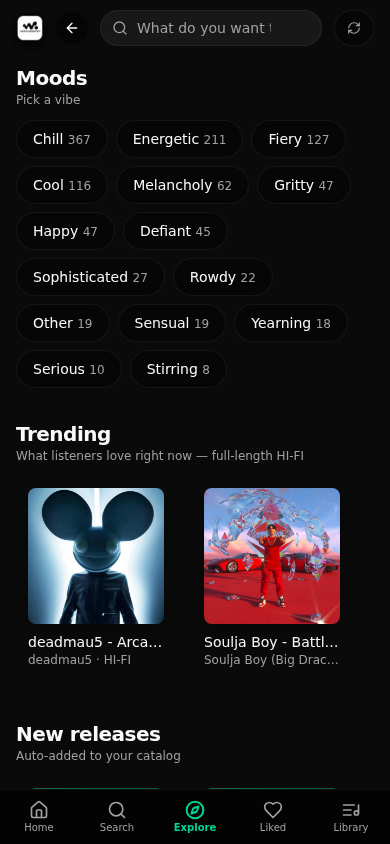 What do you want t
Moods
Pick a vibe
Chill 367
Energetic 211
Fiery 127
Cool 116
Melancholy 62
Gritty 47
Happy 47
Defiant 45
Sophisticated 27
Rowdy 22
Other 19
Sensual 19
Yearning 18
Serious 10
Stirring 8
Trending
What listeners love right now — full-length HI-FI
deadmau5 - Arca…
Soulja Boy - Battl…
deadmau5 · HI-FI
Soulja Boy (Big Drac…
New releases
Auto-added to your catalog
Home
Search
Explore
Liked
Library